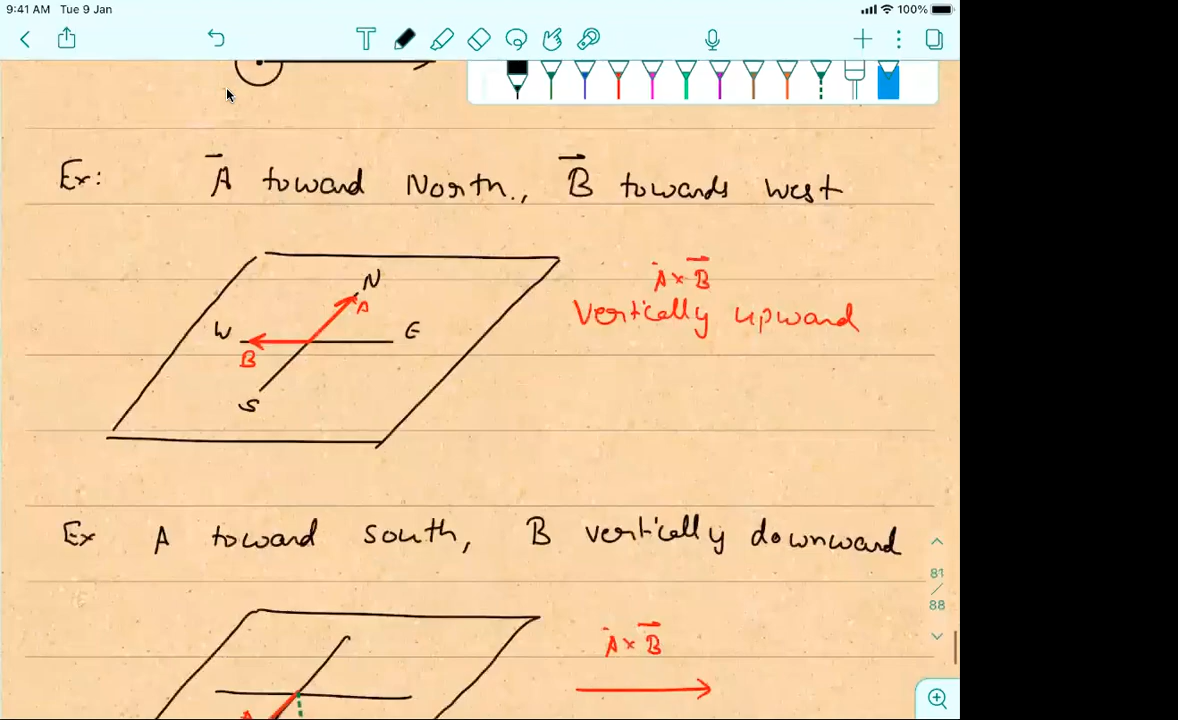 9:41 AM Tue 9 Jan 100%
T
Ex: A toward North, B towards west
N
A
W E
B
S
A × B
Vertically upward
Ex A toward south, B vertically downward
81
/
88
A × B
A